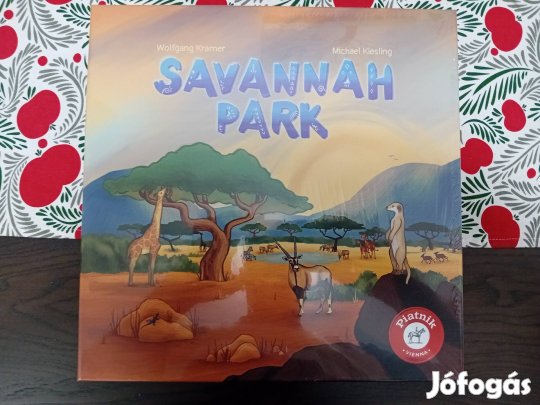 Wolfgang Kramer
Michael Kiesling
SAVANNAH
PARK
Piatnik
• VIENNA •
Jófogás